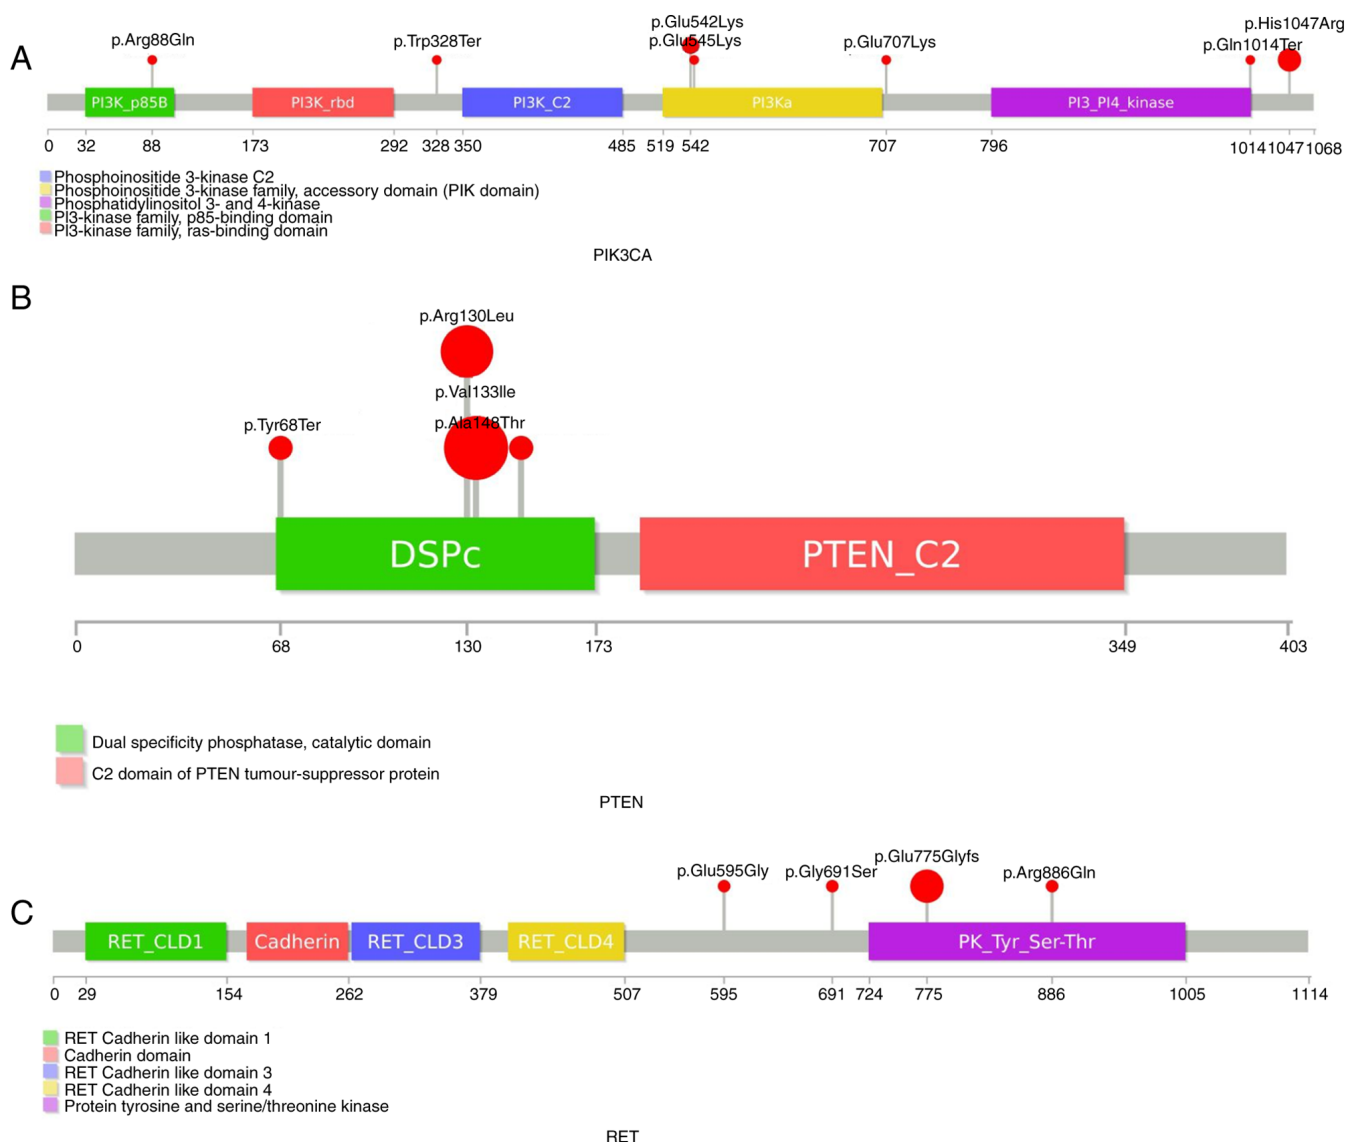 A
p.Arg88Gln
p.Trp328Ter
p.Glu542Lys
p.Glu545Lys
p.Glu707Lys
p.His1047Arg
p.Gln1014Ter
PI3K_p85B PI3K_rbd PI3K_C2 PI3Ka PI3_PI4_kinase
0 32 88 173 292 328 350 485 519 542 707 796 1014 1047 1068
Phosphoinositide 3-kinase C2
Phosphoinositide 3-kinase family, accessory domain (PIK domain)
Phosphatidylinositol 3- and 4-kinase
PI3-kinase family, p85-binding domain
PI3-kinase family, ras-binding domain
PIK3CA
B
p.Arg130Leu
p.Val133Ile
p.Tyr68Ter p.Ala148Thr
DSPc PTEN_C2
0 68 130 173 349 403
Dual specificity phosphatase, catalytic domain
C2 domain of PTEN tumour-suppressor protein
PTEN
C
p.Glu595Gly p.Gly691Ser p.Glu775Glyfs p.Arg886Gln
RET_CLD1 Cadherin RET_CLD3 RET_CLD4 PK_Tyr_Ser-Thr
0 29 154 262 379 507 595 691 724 775 886 1005 1114
RET Cadherin like domain 1
Cadherin domain
RET Cadherin like domain 3
RET Cadherin like domain 4
Protein tyrosine and serine/threonine kinase
RET